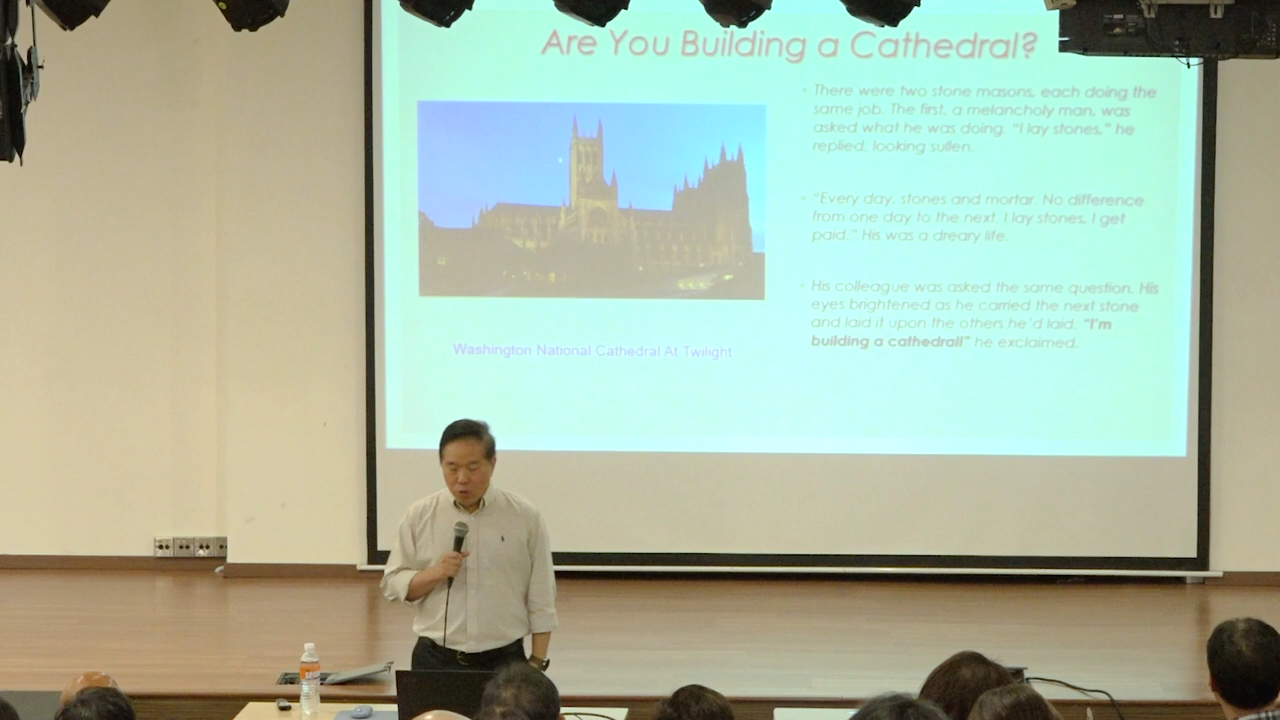 Are You Building a Cathedral?
There were two stone masons, each doing the
same job. The first, a melancholy man, was
asked what he was doing. "I lay stones," he
replied, looking sullen.
"Every day, stones and mortar. No difference
from one day to the next. I lay stones, I get
paid." His was a dreary life.
His colleague was asked the same question. His
eyes brightened as he carried the next stone
and laid it upon the others he'd laid. "I'm
building a cathedral!" he exclaimed.
Washington National Cathedral At Twilight